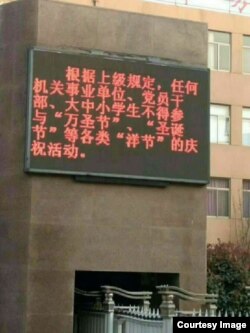 根据上级规定，任何
机关事业单位、党员干
部、大中小学生不得参
与“万圣节”、“圣诞
节”等各类“洋节”的庆
祝活动。
Courtesy Image